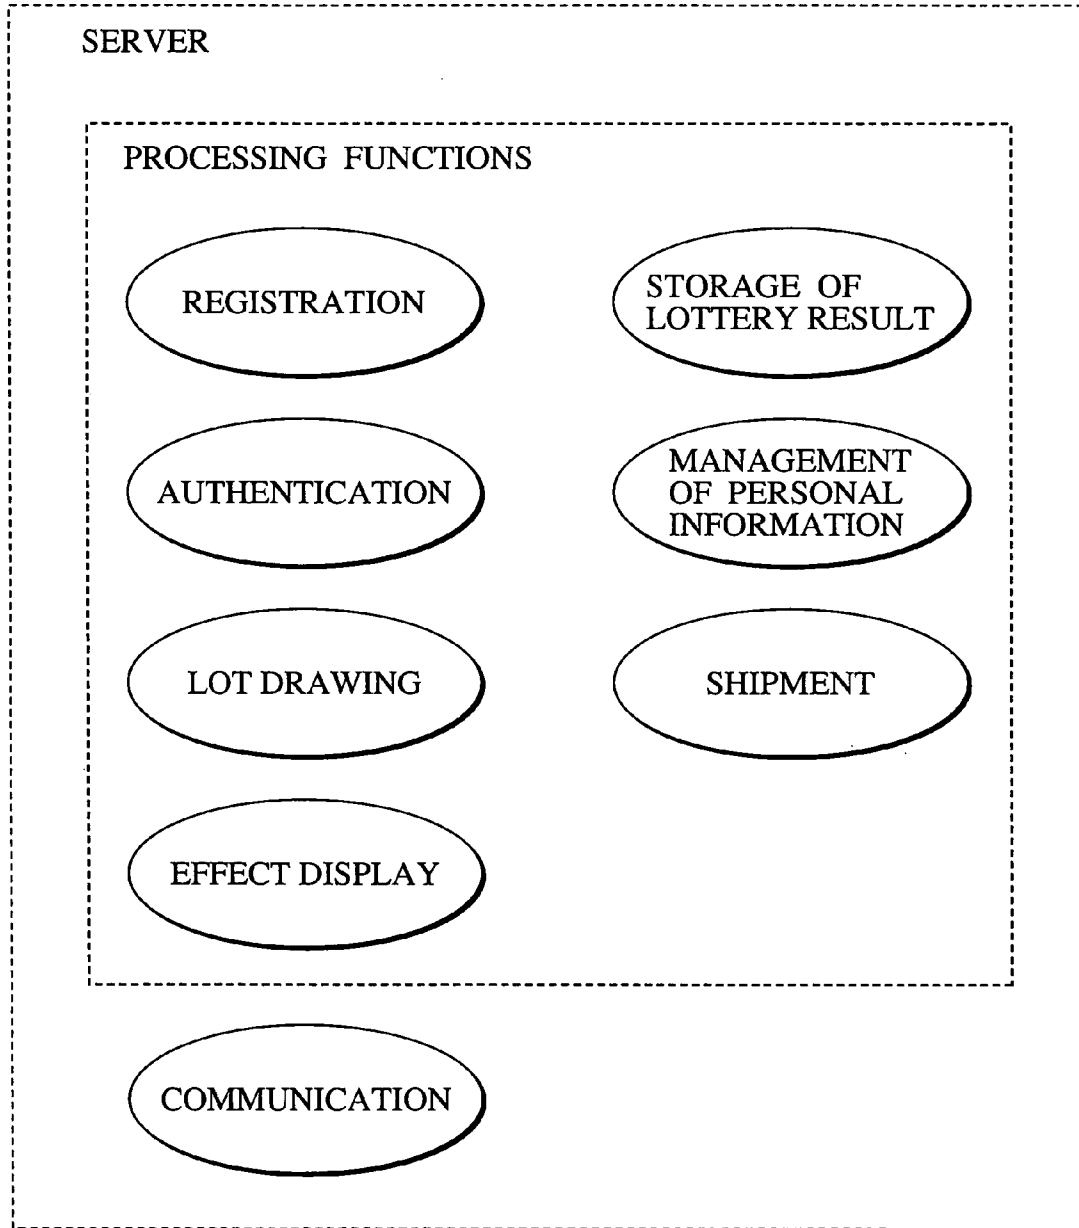 SERVER
PROCESSING FUNCTIONS
REGISTRATION
STORAGE OF
LOTTERY RESULT
AUTHENTICATION
MANAGEMENT
OF PERSONAL
INFORMATION
LOT DRAWING
SHIPMENT
EFFECT DISPLAY
COMMUNICATION